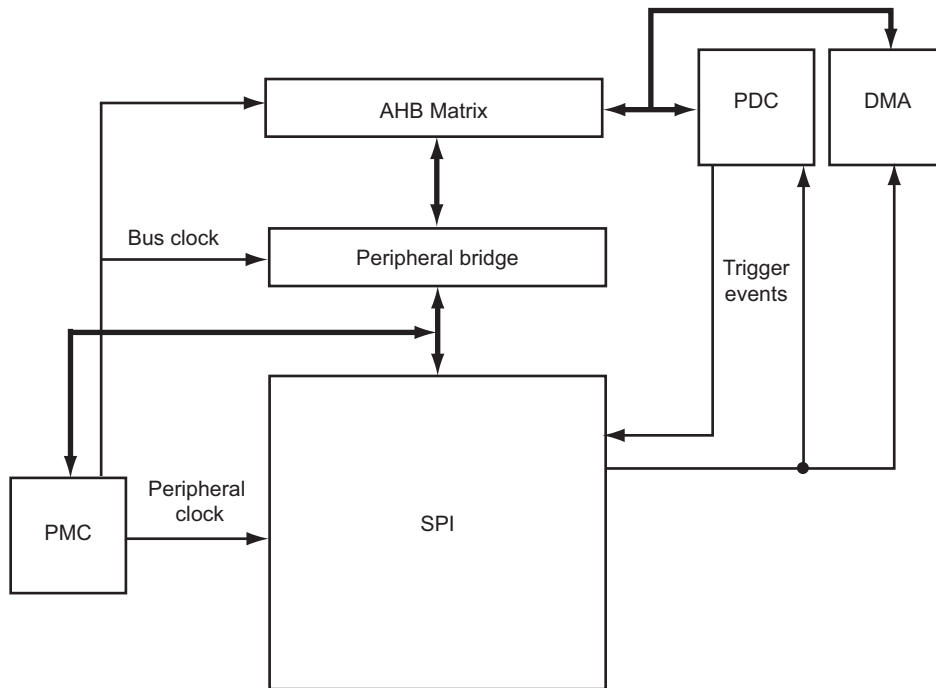 PDC
DMA
AHB Matrix
Bus clock
Peripheral bridge
Trigger
events
Peripheral
clock
PMC
SPI